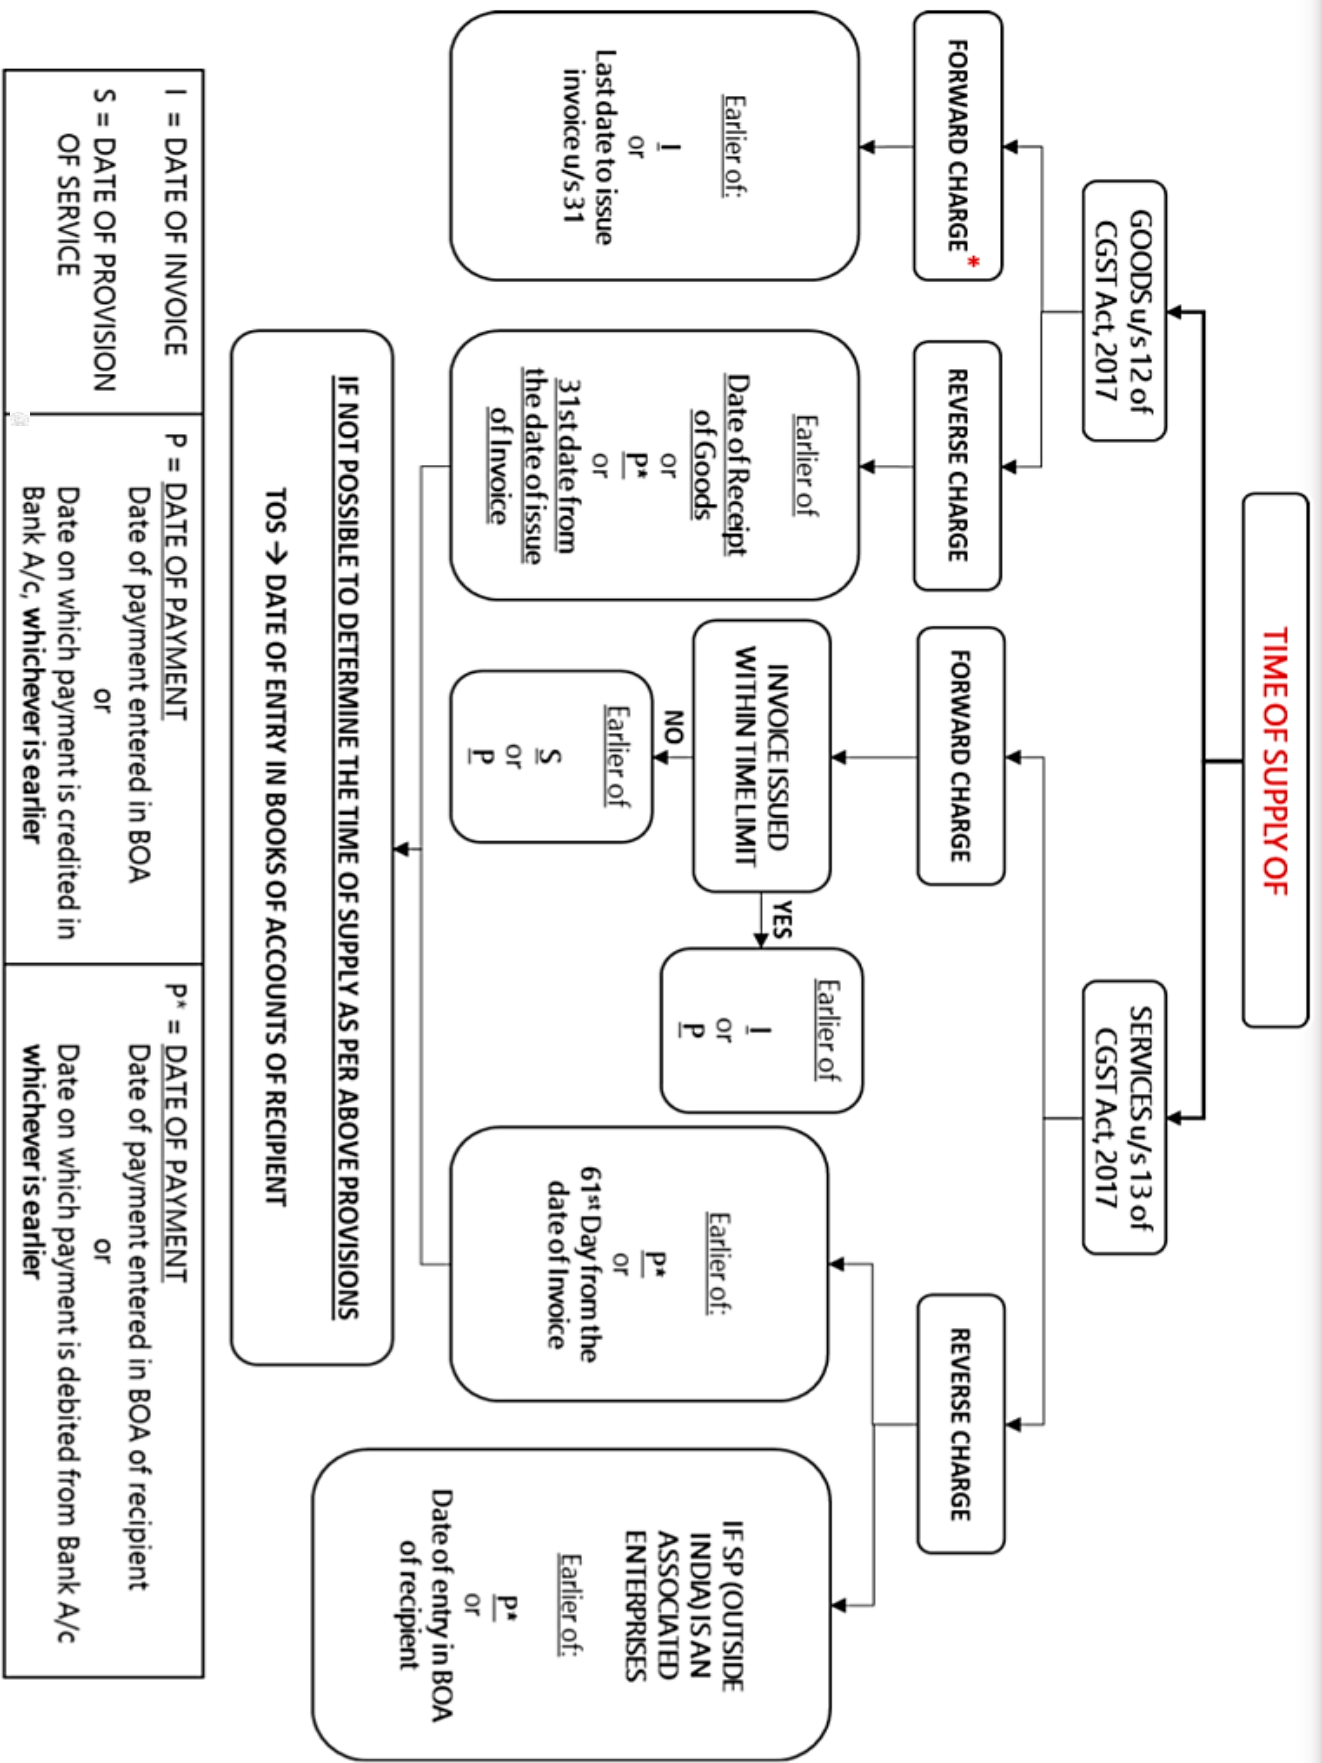 TIME OF SUPPLY OF
GOODS u/s 12 of
CGST Act, 2017
SERVICES u/s 13 of
CGST Act, 2017
FORWARD CHARGE *
REVERSE CHARGE
FORWARD CHARGE
REVERSE CHARGE
Earlier of:
I
or
Last date to issue
invoice u/s 31
Earlier of
Date of Receipt
of Goods
or
P*
or
31st date from
the date of issue
of Invoice
INVOICE ISSUED
WITHIN TIME LIMIT
NO
YES
Earlier of
S
or
P
Earlier of
I
or
P
Earlier of:
P*
or
61st Day from the
date of Invoice
IF SP (OUTSIDE
INDIA) IS AN
ASSOCIATED
ENTERPRISES
Earlier of:
P*
or
Date of entry in BOA
of recipient
IF NOT POSSIBLE TO DETERMINE THE TIME OF SUPPLY AS PER ABOVE PROVISIONS
TOS → DATE OF ENTRY IN BOOKS OF ACCOUNTS OF RECIPIENT
I = DATE OF INVOICE
S = DATE OF PROVISION
OF SERVICE
P = DATE OF PAYMENT
Date of payment entered in BOA
or
Date on which payment is credited in
Bank A/c, whichever is earlier
P* = DATE OF PAYMENT
Date of payment entered in BOA of recipient
or
Date on which payment is debited from Bank A/c
whichever is earlier